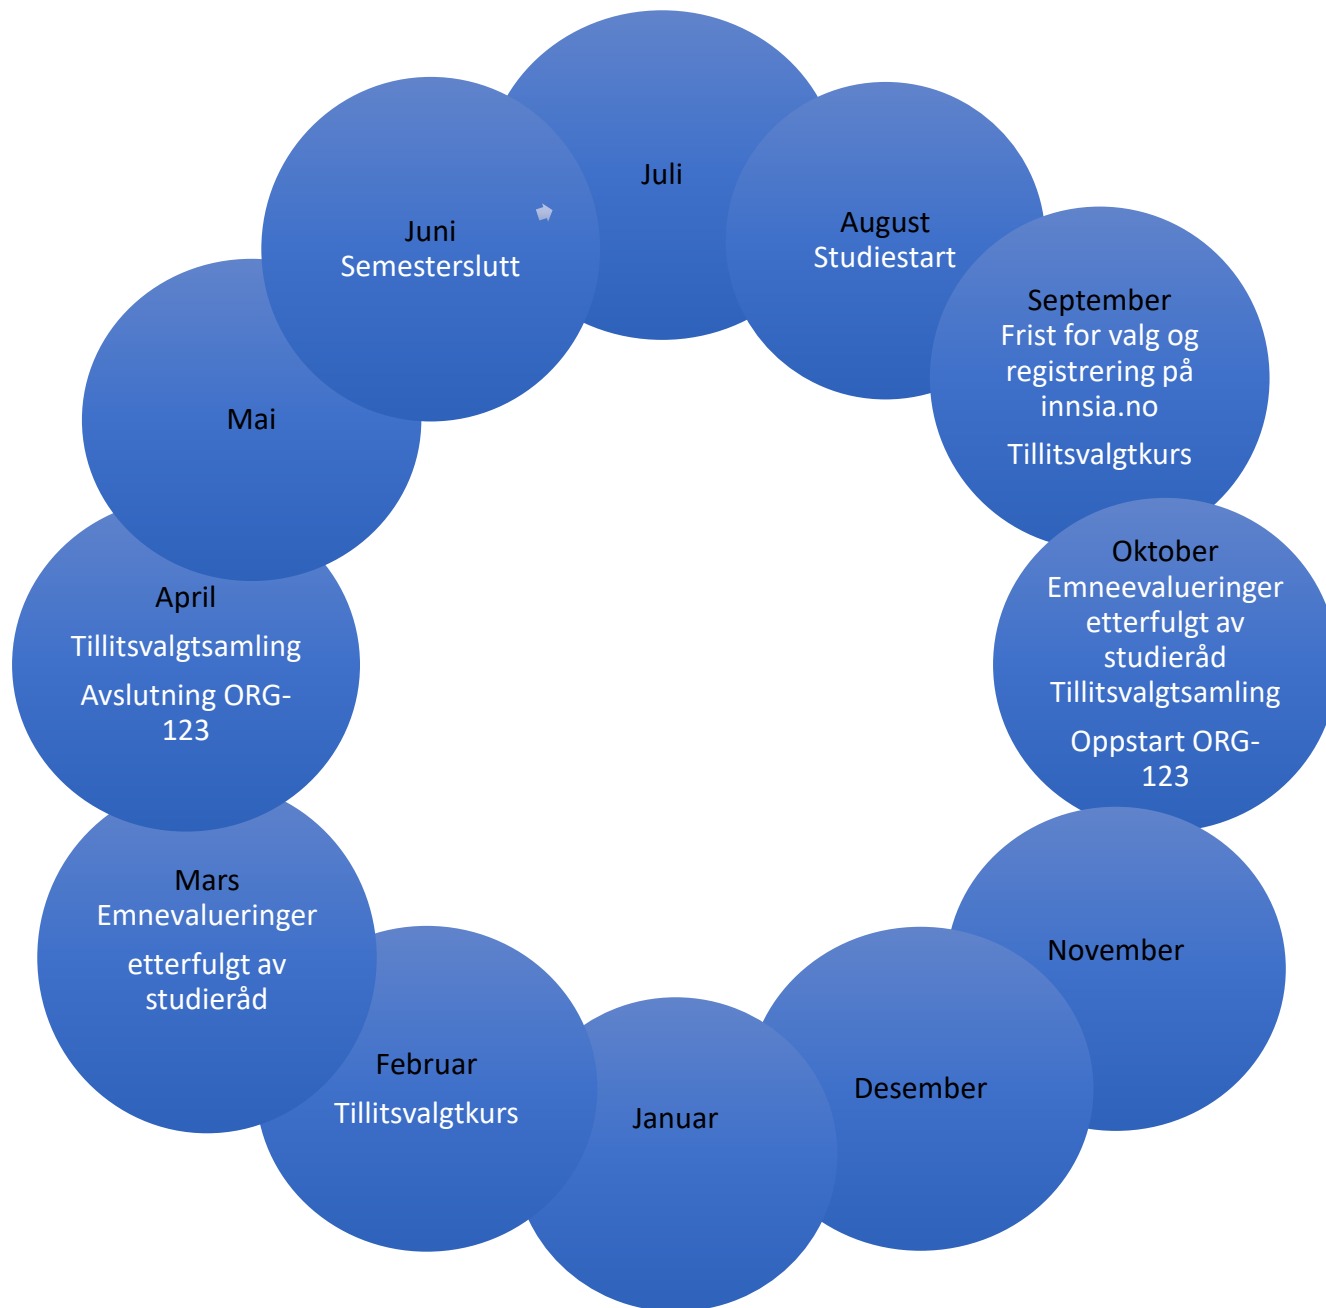 Juli
August
Studiestart
September
Frist for valg og
registrering på
innsia.no
Tillitsvalgtkurs
Oktober
Emneevalueringer
etterfulgt av
studieråd
Tillitsvalgtsamling
Oppstart ORG-
123
November
Desember
Januar
Februar
Tillitsvalgtkurs
Mars
Emnevalueringer
etterfulgt av
studieråd
April
Tillitsvalgtsamling
Avslutning ORG-
123
Mai
Juni
Semesterslutt